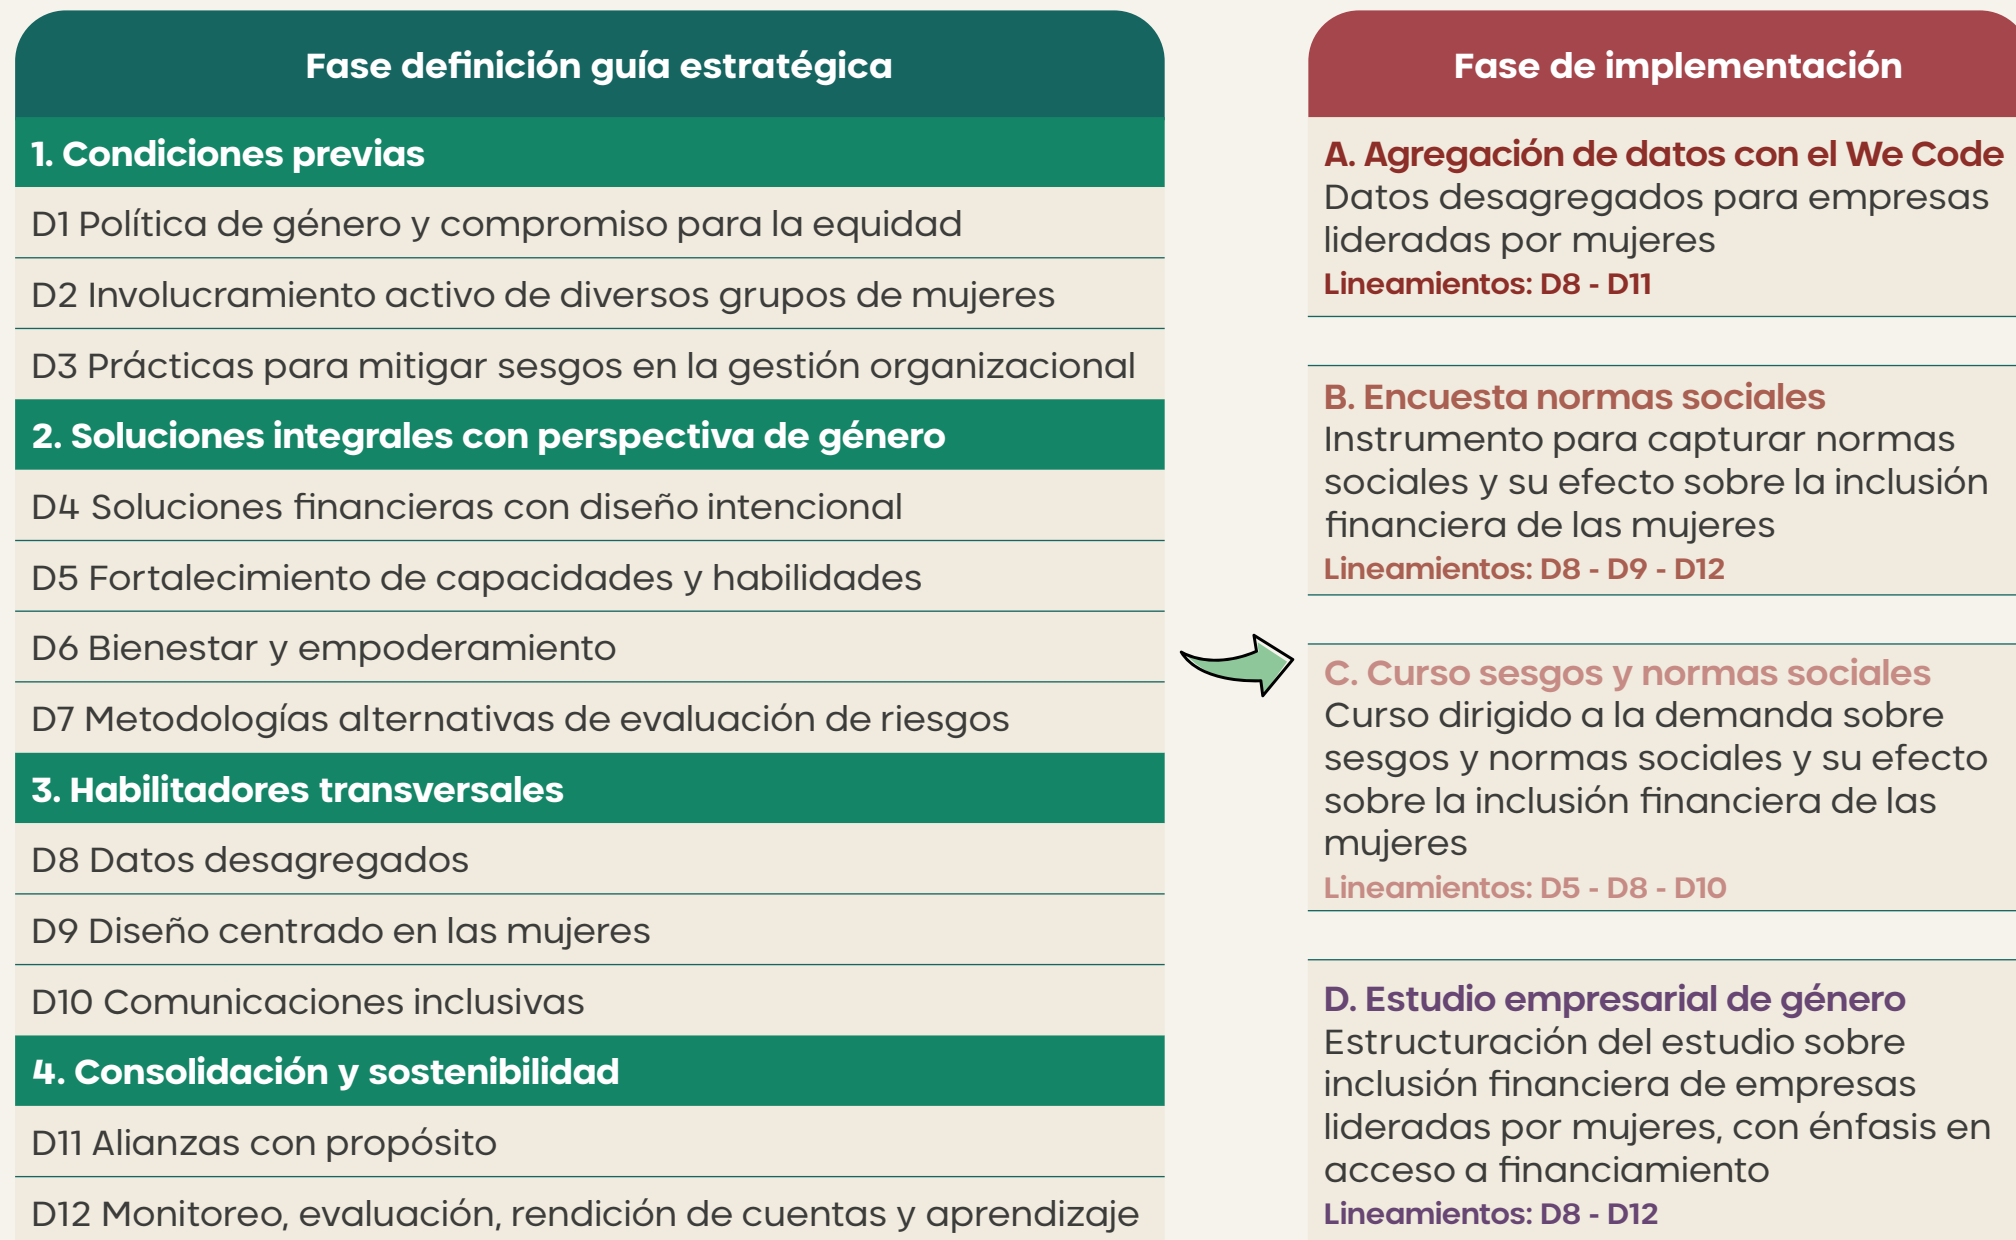 Fase definición guía estratégica
1. Condiciones previas
D1 Política de género y compromiso para la equidad
D2 Involucramiento activo de diversos grupos de mujeres
D3 Prácticas para mitigar sesgos en la gestión organizacional
2. Soluciones integrales con perspectiva de género
D4 Soluciones financieras con diseño intencional
D5 Fortalecimiento de capacidades y habilidades
D6 Bienestar y empoderamiento
D7 Metodologías alternativas de evaluación de riesgos
3. Habilitadores transversales
D8 Datos desagregados
D9 Diseño centrado en las mujeres
D10 Comunicaciones inclusivas
4. Consolidación y sostenibilidad
D11 Alianzas con propósito
D12 Monitoreo, evaluación, rendición de cuentas y aprendizaje
Fase de implementación
A. Agregación de datos con el We Code
Datos desagregados para empresas
lideradas por mujeres
Lineamientos: D8 - D11
B. Encuesta normas sociales
Instrumento para capturar normas
sociales y su efecto sobre la inclusión
financiera de las mujeres
Lineamientos: D8 - D9 - D12
C. Curso sesgos y normas sociales
Curso dirigido a la demanda sobre
sesgos y normas sociales y su efecto
sobre la inclusión financiera de las
mujeres
Lineamientos: D5 - D8 - D10
D. Estudio empresarial de género
Estructuración del estudio sobre
inclusión financiera de empresas
lideradas por mujeres, con énfasis en
acceso a financiamiento
Lineamientos: D8 - D12